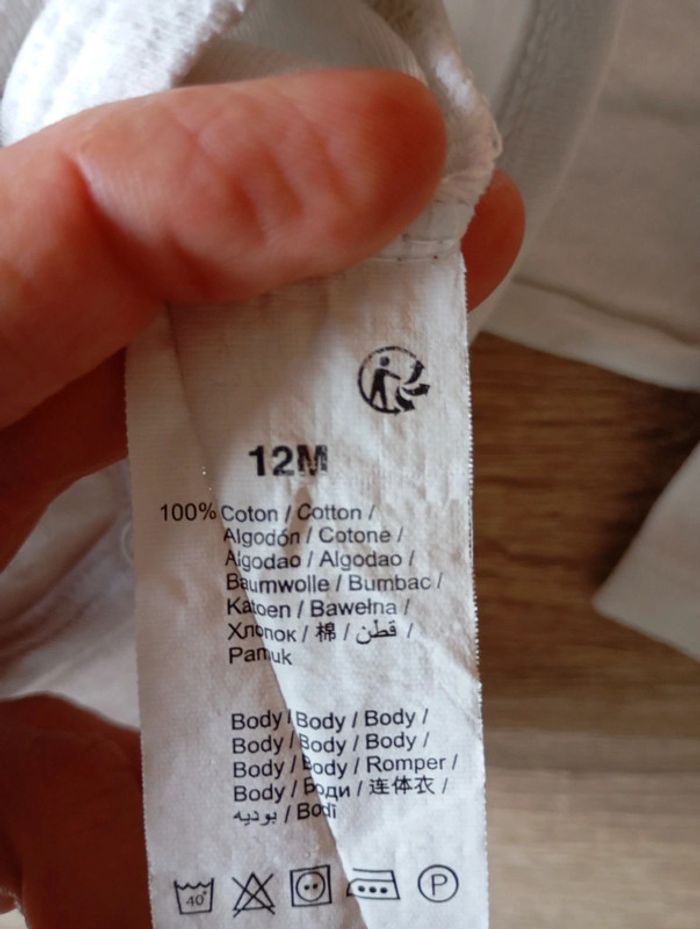 12M
100% Coton / Cotton /
Algodón / Cotone /
Algodao / Algodao /
Baumwolle / Bumbac /
Katoen / Bawełna /
Хлопок / 棉 / قطن /
Pamuk
Body / Body / Body /
Body / Body / Body /
Body / Body / Romper /
Body / Боди / 连体衣 /
بوديه / Bodi
40°
P